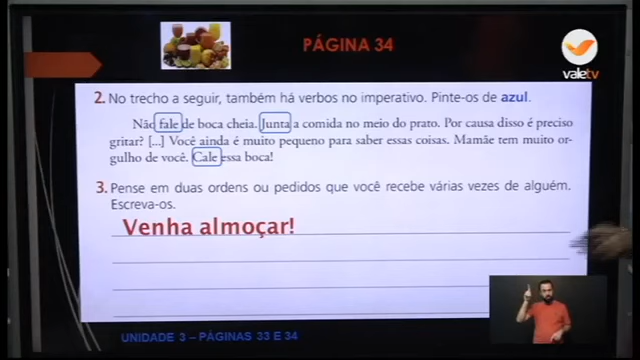 PÁGINA 34
valetv
2. No trecho a seguir, também há verbos no imperativo. Pinte-os de azul.
Não fale de boca cheia. Junta a comida no meio do prato. Por causa disso é preciso
gritar? [...] Você ainda é muito pequeno para saber essas coisas. Mamãe tem muito or-
gulho de você. Cale essa boca!
3. Pense em duas ordens ou pedidos que você recebe várias vezes de alguém.
Escreva-os.
Venha almoçar!
UNIDADE 3 – PÁGINAS 33 E 34